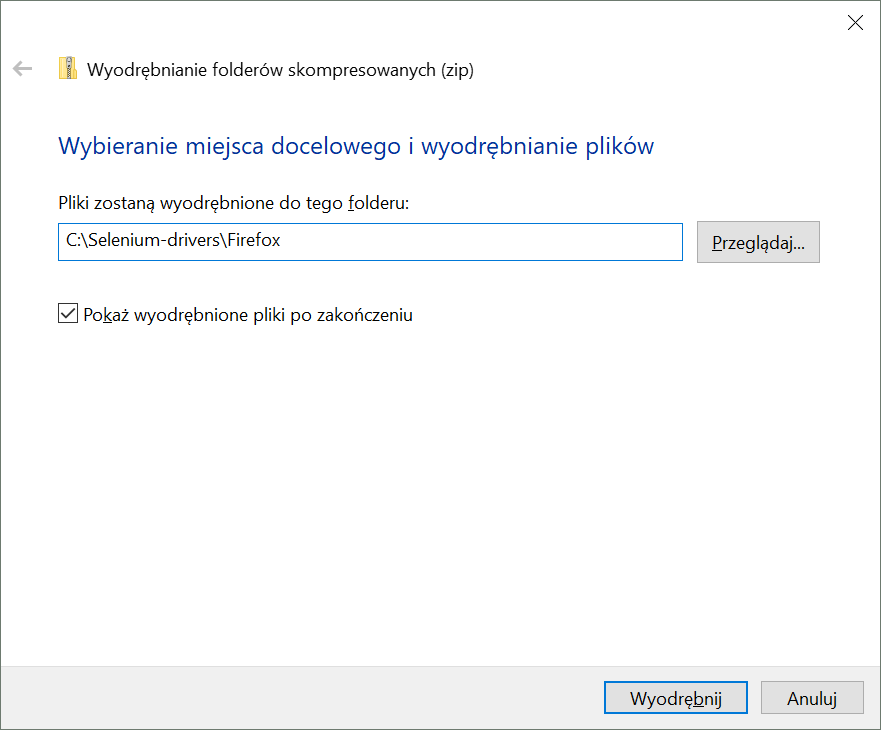 Wyodrębnianie folderów skompresowanych (zip)
Wybieranie miejsca docelowego i wyodrębnianie plików
Pliki zostaną wyodrębnione do tego folderu:
C:\Selenium-drivers\Firefox
Przeglądaj...
Pokaż wyodrębnione pliki po zakończeniu
Wyodrębnij
Anuluj